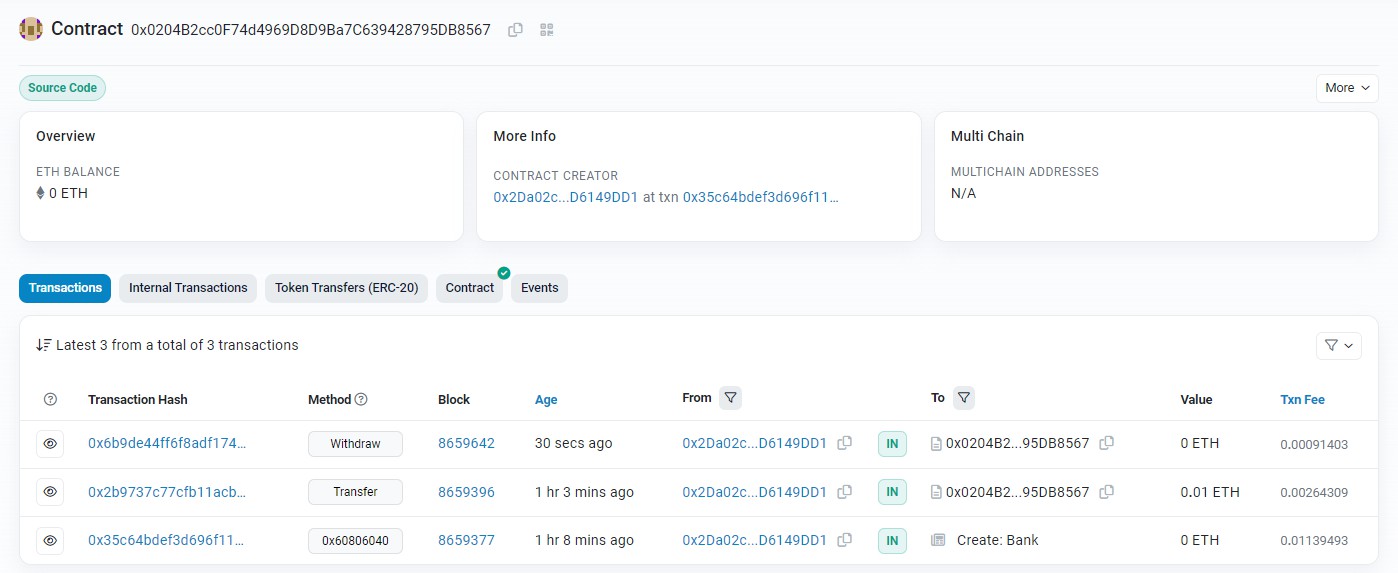 Contract 0x0204B2cc0F74d4969D8D9Ba7C639428795DB8567
Source Code More
Overview More Info Multi Chain
ETH BALANCE CONTRACT CREATOR MULTICHAIN ADDRESSES
0 ETH 0x2Da02c...D6149DD1 at txn 0x35c64bdef3d696f11... N/A
Transactions Internal Transactions Token Transfers (ERC-20) Contract Events
Latest 3 from a total of 3 transactions
Transaction Hash Method Block Age From To Value Txn Fee
0x6b9de44ff6f8adf174... Withdraw 8659642 30 secs ago 0x2Da02c...D6149DD1 IN 0x0204B2...95DB8567 0 ETH 0.00091403
0x2b9737c77cfb11acb... Transfer 8659396 1 hr 3 mins ago 0x2Da02c...D6149DD1 IN 0x0204B2...95DB8567 0.01 ETH 0.00264309
0x35c64bdef3d696f11... 0x60806040 8659377 1 hr 8 mins ago 0x2Da02c...D6149DD1 IN Create: Bank 0 ETH 0.01139493